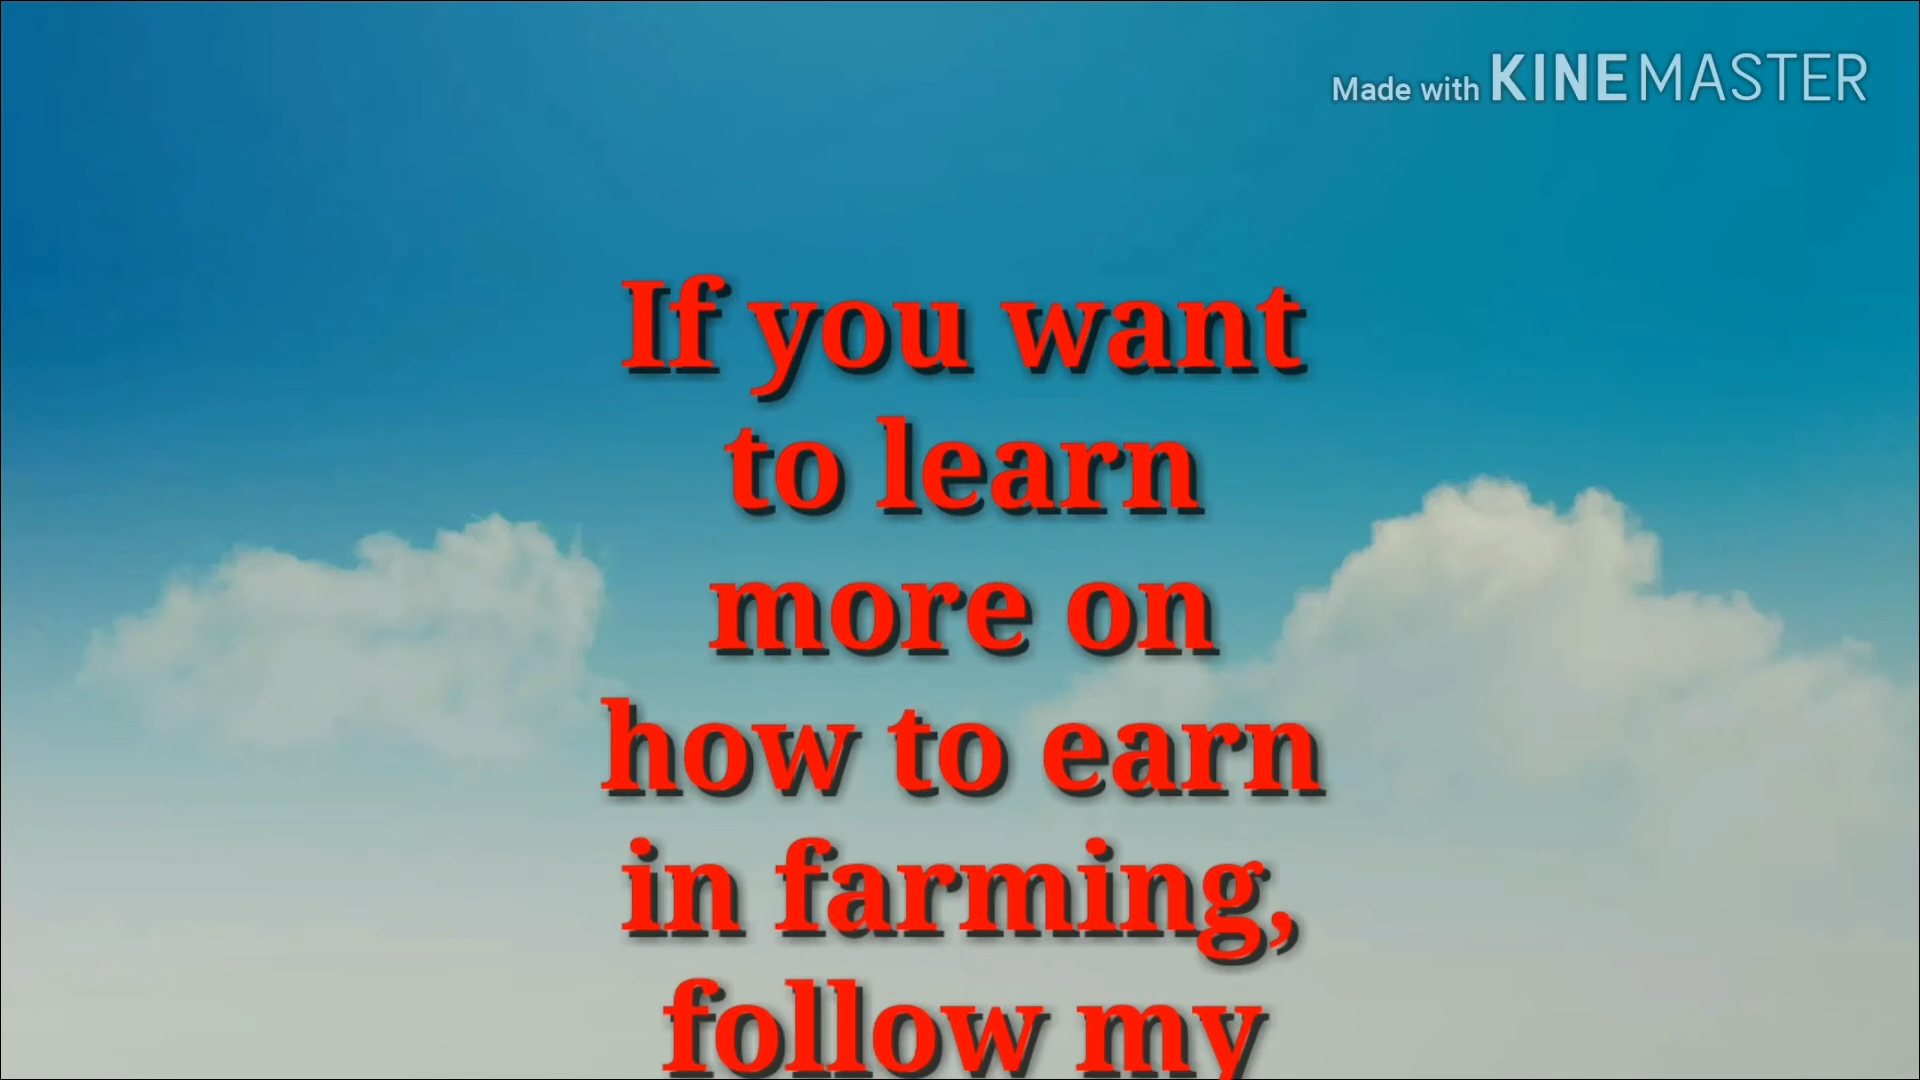 Made with KINEMASTER
If you want
to learn
more on
how to earn
in farming,
follow my